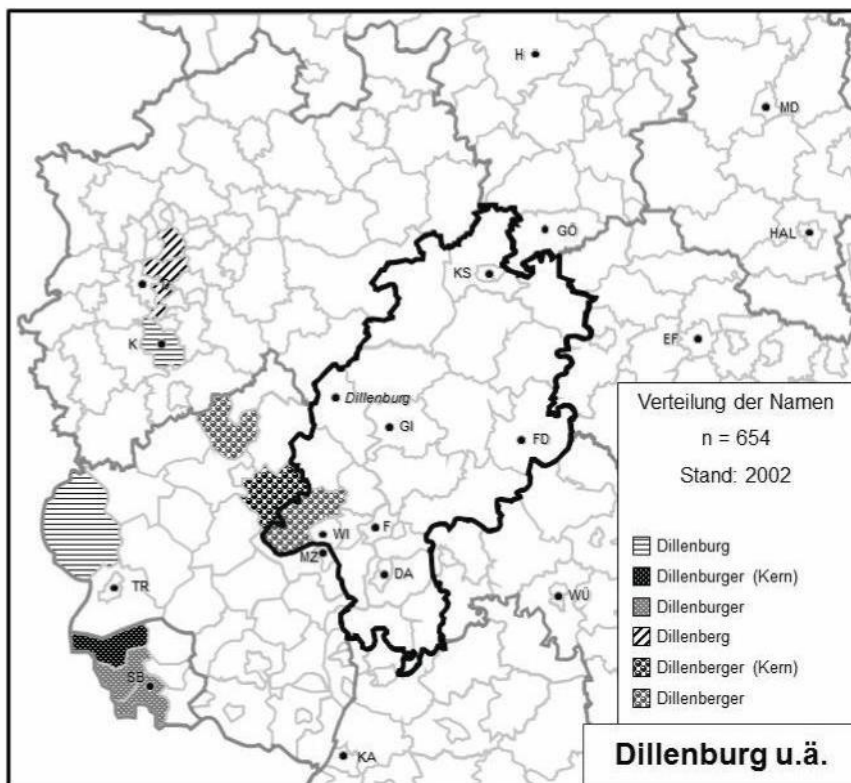 H
MD
GÖ
HAL
KS
K
EF
Dillenburg
GI
FD
WI
F
MZ
DA
TR
WÜ
SB
KA
Verteilung der Namen
n = 654
Stand: 2002
Dillenburg
Dillenburger (Kern)
Dillenburger
Dillenberg
Dillenberger (Kern)
Dillenberger
Dillenburg u.ä.